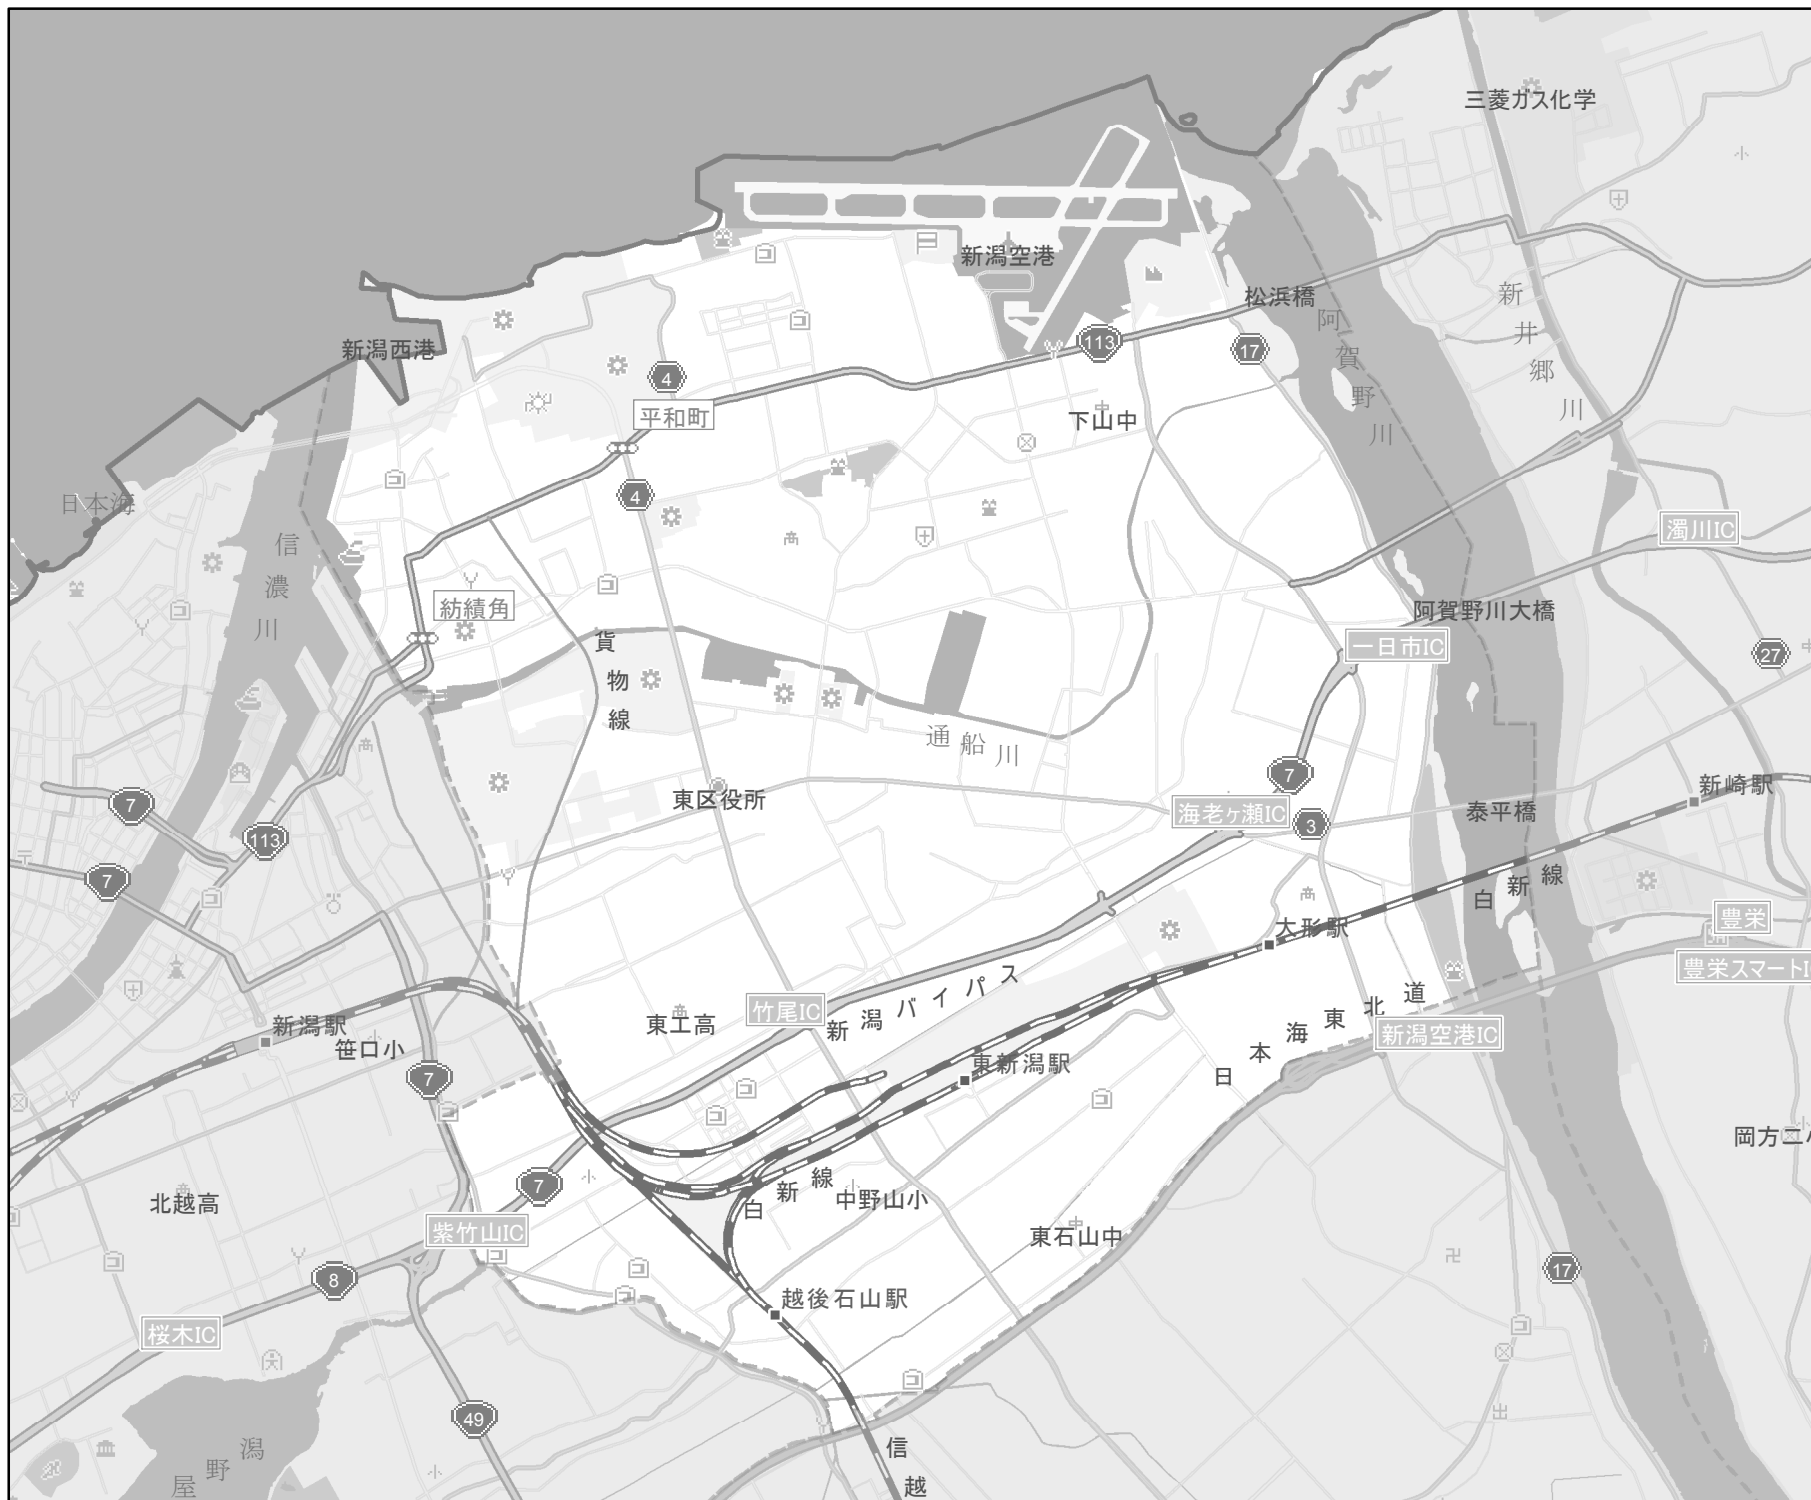 三菱ガス化学
新潟空港
松浜橋
阿賀野川
新井郷川
新潟西港
113
17
4
平和町
下山中
4
日本海
信濃川
濁川IC
紡績角
貨物線
阿賀野川大橋
一日市IC
27
通船川
7
新崎駅
東区役所
海老ヶ瀬IC
3
泰平橋
7
113
7
白新線
大形駅
豊栄
豊栄スマートI
新潟バイパス
日本海東北道
竹尾IC
東工高
新潟空港IC
新潟駅
笹口小
東新潟駅
7
岡方二小
7
白新線
中野山小
北越高
紫竹山IC
東石山中
8
17
越後石山駅
桜木IC
49
信越
屋野潟